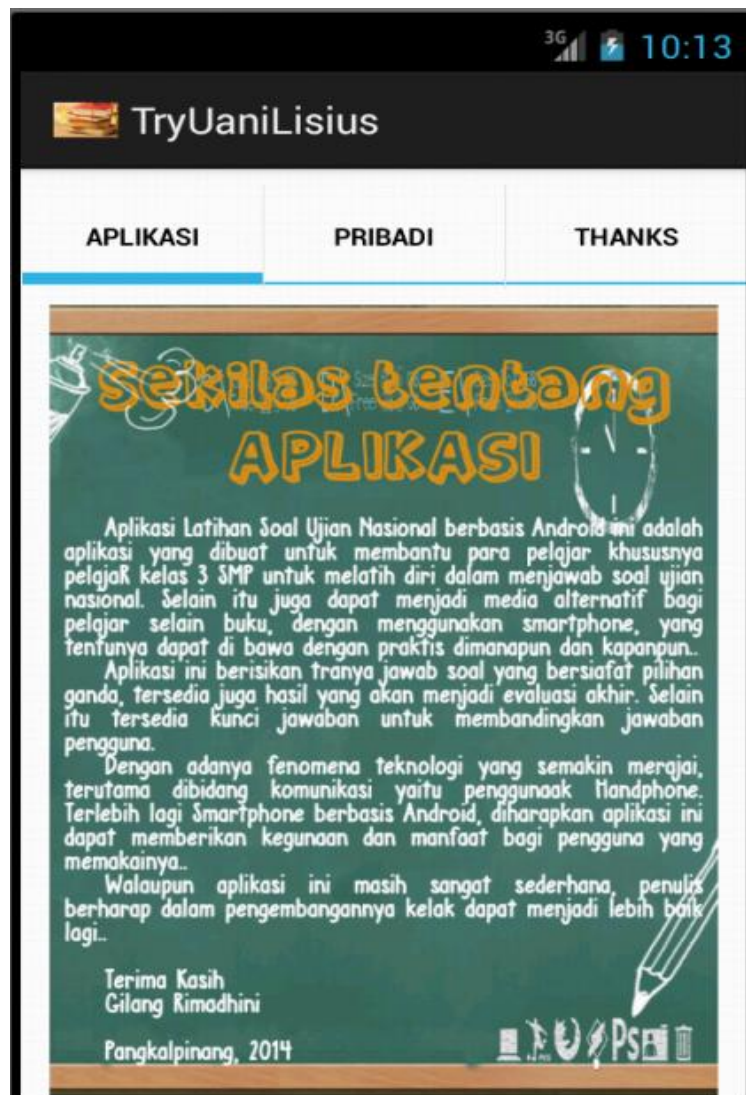 3G 10:13
TryUaniLisius
APLIKASI PRIBADI THANKS
Sekilas tentang
APLIKASI
Aplikasi Latihan Soal Ujian Nasional berbasis Android ini adalah
aplikasi yang dibuat untuk membantu para pelajar khususnya
pelajaR kelas 3 SMP untuk melatih diri dalam menjawab soal ujian
nasional. Selain itu juga dapat menjadi media alternatif bagi
pelajar selain buku, dengan menggunakan smartphone, yang
tentunya dapat di bawa dengan praktis dimanapun dan kapanpun..
Aplikasi ini berisikan tranya jawab soal yang bersiafat pilihan
ganda, tersedia juga hasil yang akan menjadi evaluasi akhir. Selain
itu tersedia kunci jawaban untuk membandingkan jawaban
pengguna.
Dengan adanya fenomena teknologi yang semakin merajai,
terutama dibidang komunikasi yaitu penggunaak Handphone.
Terlebih lagi Smartphone berbasis Android, diharapkan aplikasi ini
dapat memberikan kegunaan dan manfaat bagi pengguna yang
memakainya..
Walaupun aplikasi ini masih sangat sederhana, penulis
berharap dalam pengembangannya kelak dapat menjadi lebih baik
lagi..
Terima Kasih
Gilang Rimadhini
Pangkalpinang, 2014
Ps